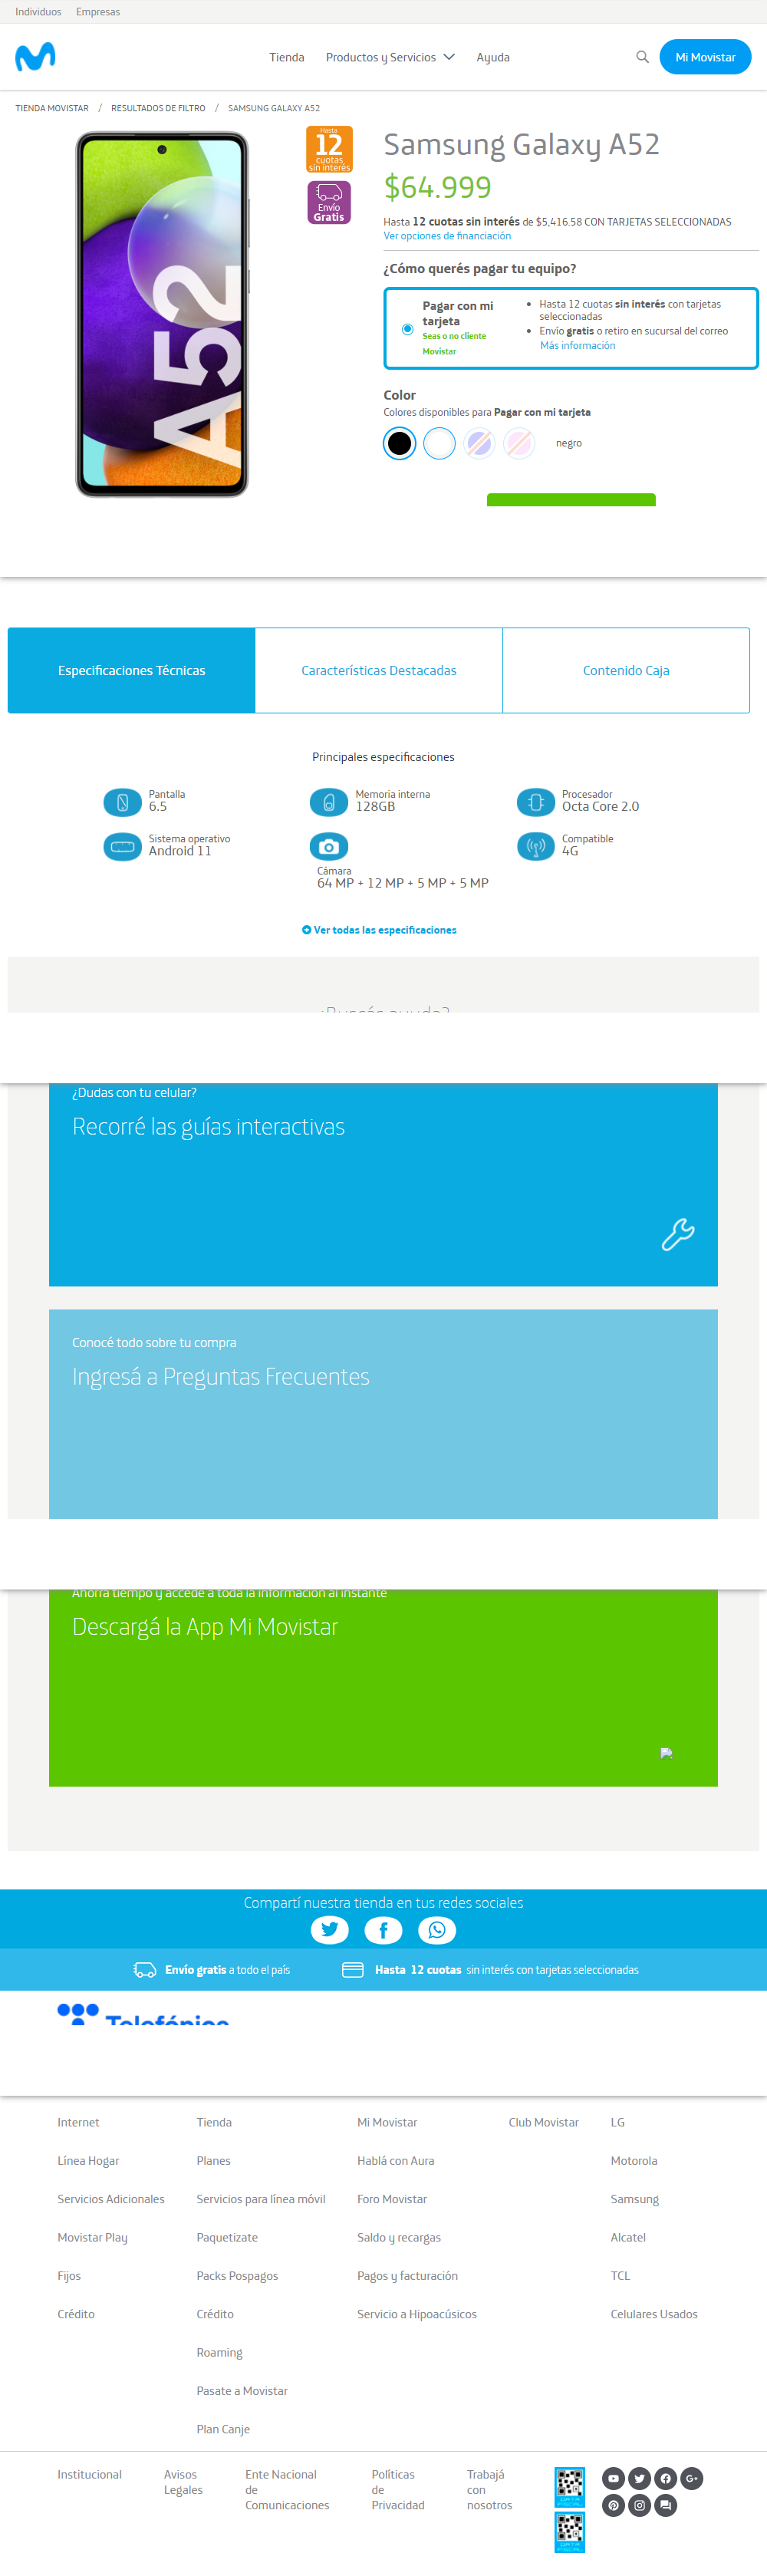 Individuos Empresas
Tienda Productos y Servicios Ayuda Mi Movistar
TIENDA MOVISTAR / RESULTADOS DE FILTRO / SAMSUNG GALAXY A52
A52
Hasta
12
cuotas
sin interés
Envío
Gratis
Samsung Galaxy A52
$64.999
Hasta 12 cuotas sin interés de $5,416.58 CON TARJETAS SELECCIONADAS
Ver opciones de financiación
¿Cómo querés pagar tu equipo?
Pagar con mi
tarjeta
Seas o no cliente
Movistar
Hasta 12 cuotas sin interés con tarjetas
seleccionadas
Envío gratis o retiro en sucursal del correo
Más información
Color
Colores disponibles para Pagar con mi tarjeta
negro
Especificaciones Técnicas Características Destacadas Contenido Caja
Principales especificaciones
Pantalla
6.5
Memoria interna
128GB
Procesador
Octa Core 2.0
Sistema operativo
Android 11
Cámara
64 MP + 12 MP + 5 MP + 5 MP
Compatible
4G
Ver todas las especificaciones
¿Buscás ayuda?
¿Dudas con tu celular?
Recorré las guías interactivas
Conocé todo sobre tu compra
Ingresá a Preguntas Frecuentes
Ahorra tiempo y accede a toda la información al instante
Descargá la App Mi Movistar
Compartí nuestra tienda en tus redes sociales
Envío gratis a todo el país Hasta 12 cuotas sin interés con tarjetas seleccionadas
Telefónica
Internet Tienda Mi Movistar Club Movistar LG
Línea Hogar Planes Hablá con Aura Motorola
Servicios Adicionales Servicios para línea móvil Foro Movistar Samsung
Movistar Play Paquetizate Saldo y recargas Alcatel
Fijos Packs Pospagos Pagos y facturación TCL
Crédito Crédito Servicio a Hipoacúsicos Celulares Usados
Roaming
Pasate a Movistar
Plan Canje
Institucional
Avisos
Legales
Ente Nacional
de
Comunicaciones
Políticas
de
Privacidad
Trabajá
con
nosotros